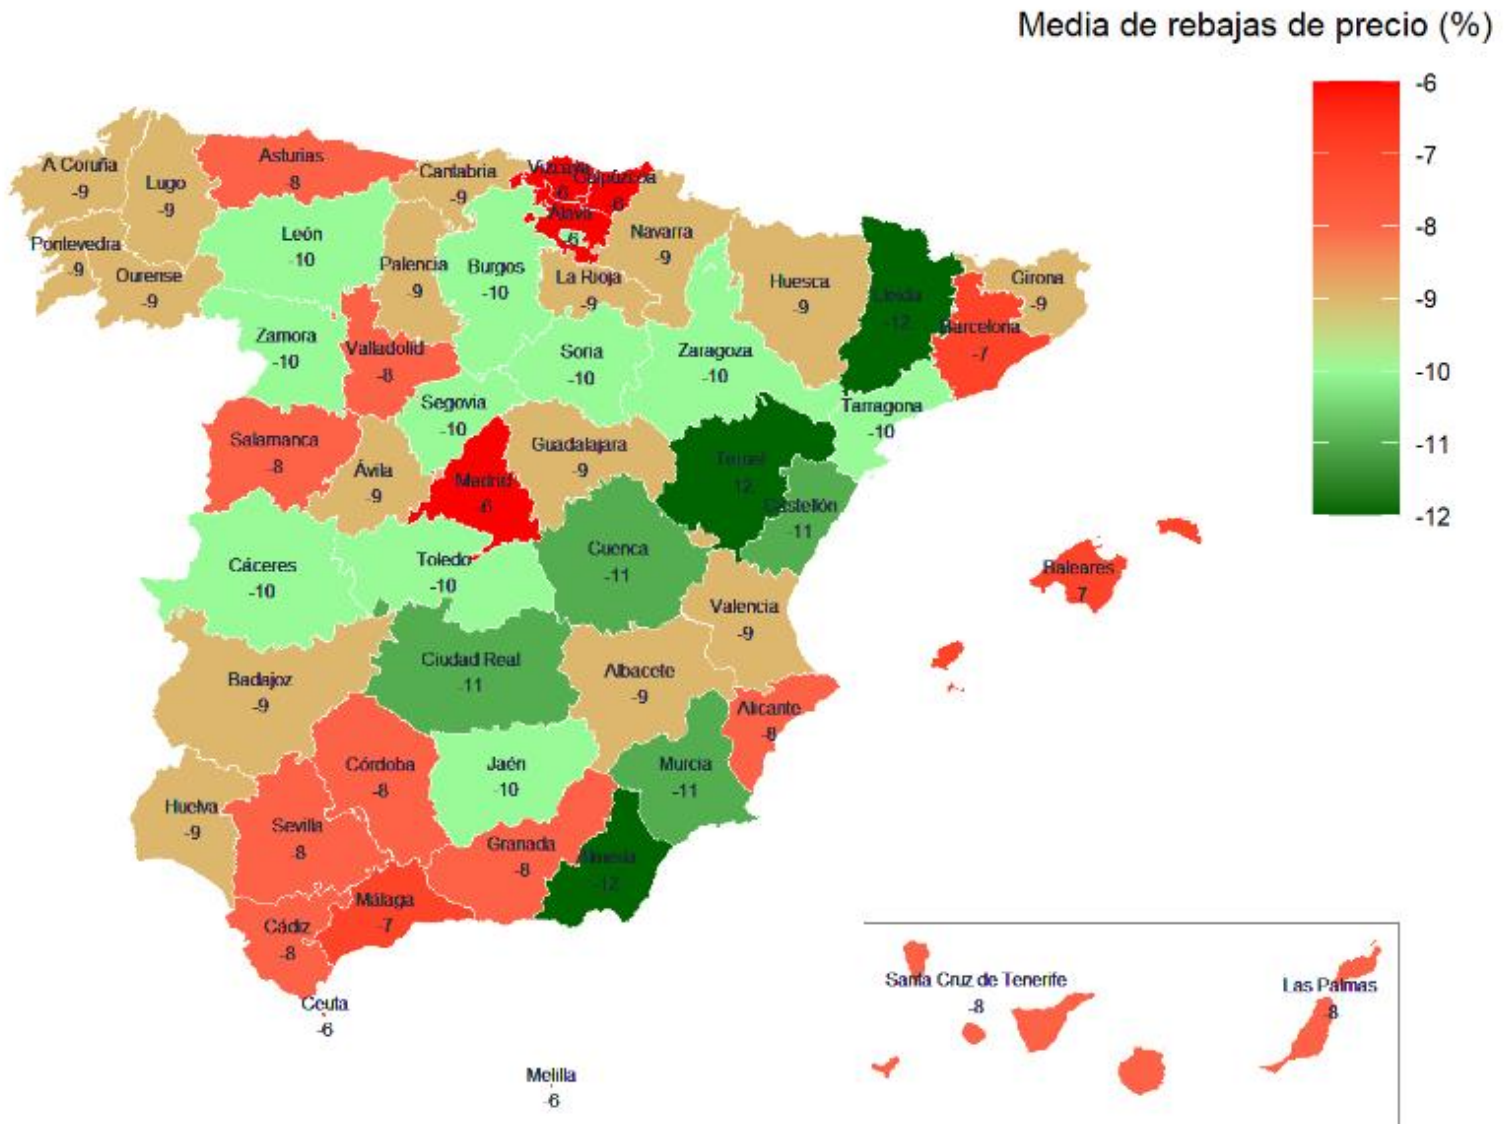 Media de rebajas de precio (%)
-6
-7
-8
-9
-10
-11
-12
A Coruña
-9
Lugo
-9
Asturias
8
Cantabria
-9
Vizcaya
-6
Guipúzcoa
-6
Álava
-6
Navarra
-9
Pontevedra
-9
Ourense
-9
León
-10
Palencia
-9
Burgos
-10
La Rioja
-9
Huesca
-9
Lleida
-12
Girona
-9
Barcelona
-7
Zamora
-10
Valladolid
-8
Soria
-10
Zaragoza
-10
Tarragona
-10
Segovia
-10
Salamanca
-8
Ávila
-9
Madrid
-6
Guadalajara
-9
Teruel
12
Castellón
-11
Cáceres
-10
Toledo
-10
Cuenca
-11
Valencia
-9
Baleares
7
Badajoz
-9
Ciudad Real
-11
Albacete
-9
Alicante
-8
Córdoba
-8
Jaén
-10
Murcia
-11
Huelva
-9
Sevilla
-8
Granada
-8
Almería
-12
Málaga
-7
Cádiz
-8
Ceuta
-6
Melilla
-6
Santa Cruz de Tenerife
-8
Las Palmas
-8